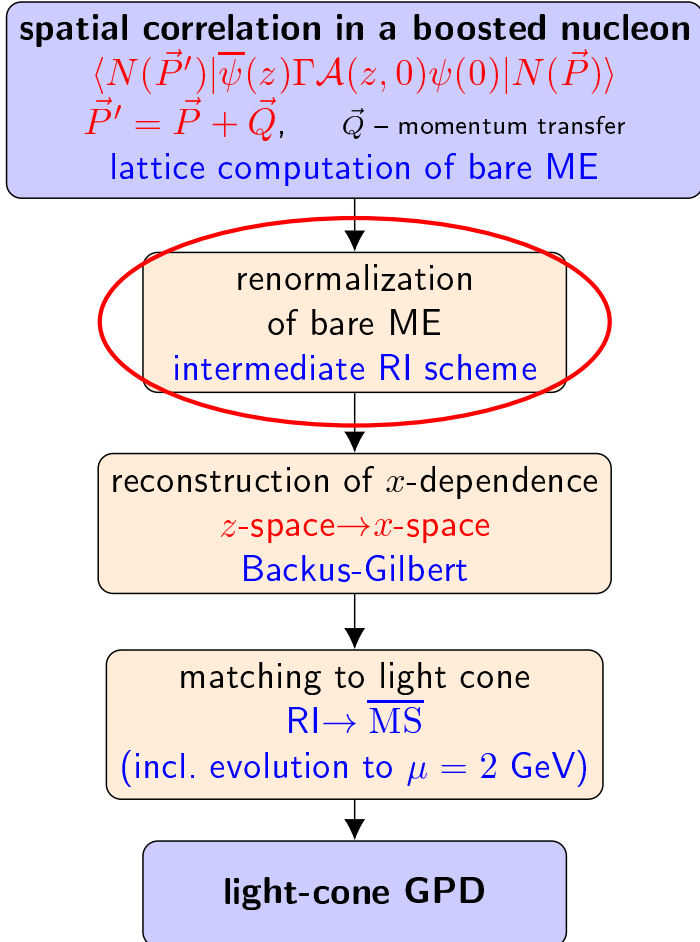 spatial correlation in a boosted nucleon
⟨N(P⃗′)|ψ̅(z)Γ𝒜(z, 0)ψ(0)|N(P⃗)⟩
P⃗′ = P⃗ + Q⃗, Q⃗ – momentum transfer
lattice computation of bare ME
renormalization
of bare ME
intermediate RI scheme
reconstruction of x-dependence
z-space→x-space
Backus-Gilbert
matching to light cone
RI→ M̅S̅
(incl. evolution to μ = 2 GeV)
light-cone GPD